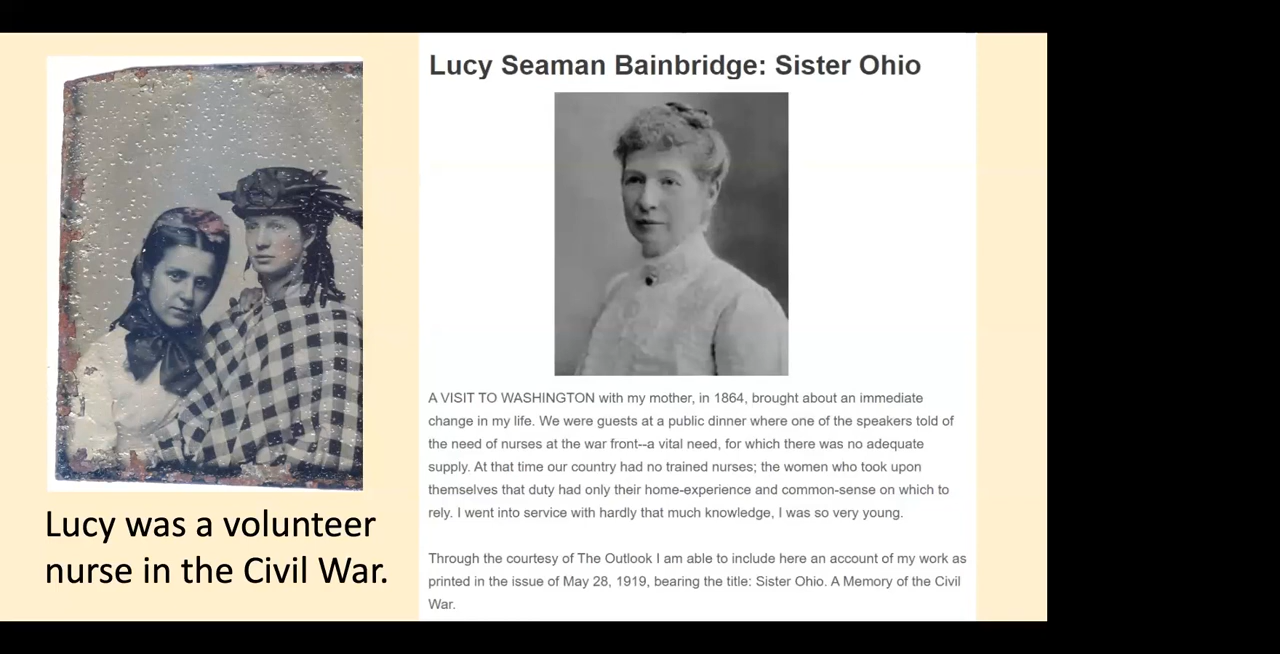 Lucy Seaman Bainbridge: Sister Ohio
A VISIT TO WASHINGTON with my mother, in 1864, brought about an immediate
change in my life. We were guests at a public dinner where one of the speakers told of
the need of nurses at the war front--a vital need, for which there was no adequate
supply. At that time our country had no trained nurses; the women who took upon
themselves that duty had only their home-experience and common-sense on which to
rely. I went into service with hardly that much knowledge, I was so very young.
Through the courtesy of The Outlook I am able to include here an account of my work as
printed in the issue of May 28, 1919, bearing the title: Sister Ohio. A Memory of the Civil
War.
Lucy was a volunteer
nurse in the Civil War.